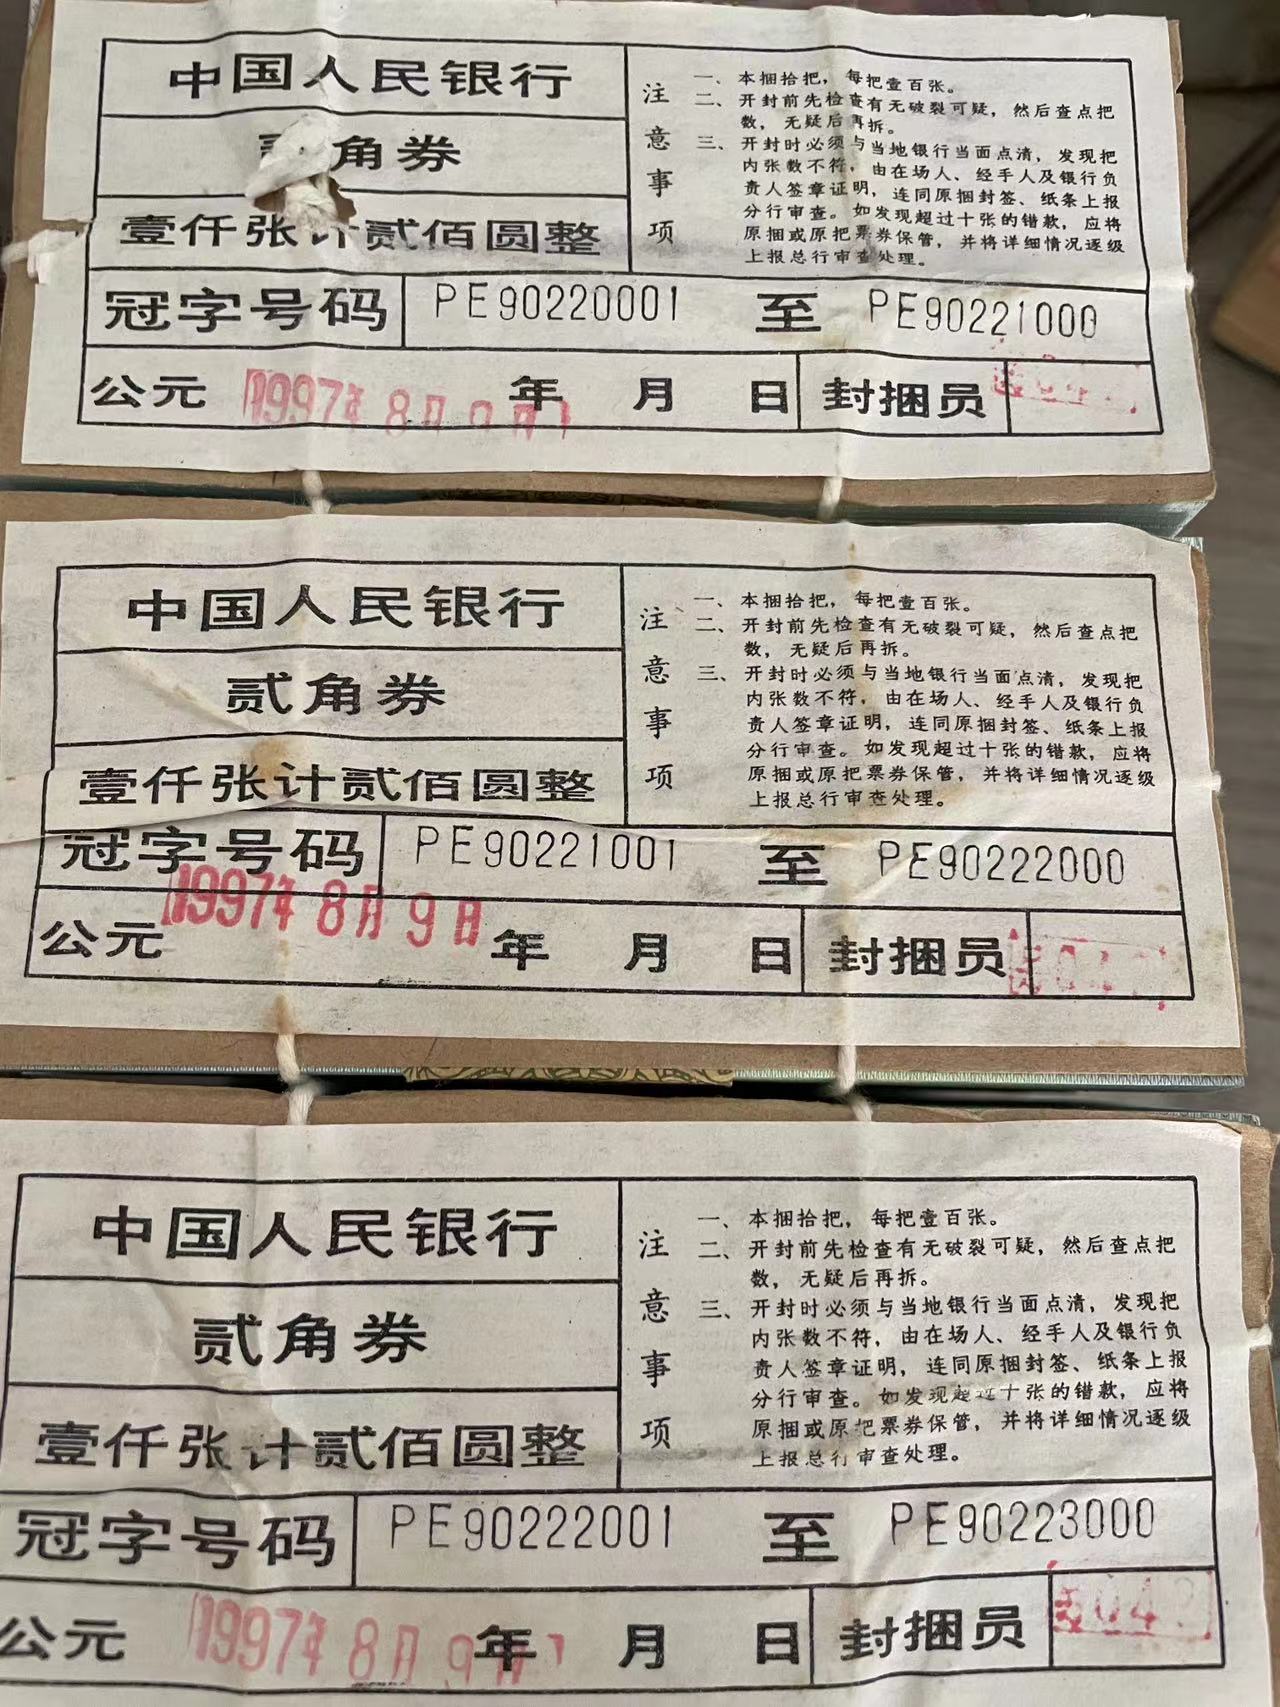 中国人民银行
角券
壹仟张计贰佰圆整
注意事项
一、本捆拾把，每把壹百张。
二、开封前先检查有无破裂可疑，然后查点把
数，无疑后再拆。
三、开封时必须与当地银行当面点清，发现把
内张数不符，由在场人、经手人及银行负
责人签章证明，连同原捆封签、纸条上报
分行审查。如发现超过十张的错款，应将
原捆或原把票券保管，并将详细情况逐级
上报总行审查处理。
冠字号码 PE90220001 至 PE90221000
公元 1997年 8月 年 月 日 封捆员
中国人民银行
贰角券
壹仟张计贰佰圆整
注意事项
一、本捆拾把，每把壹百张。
二、开封前先检查有无破裂可疑，然后查点把
数，无疑后再拆。
三、开封时必须与当地银行当面点清，发现把
内张数不符，由在场人、经手人及银行负
责人签章证明，连同原捆封签、纸条上报
分行审查。如发现超过十张的错款，应将
原捆或原把票券保管，并将详细情况逐级
上报总行审查处理。
冠字号码 PE90221001 至 PE90222000
1997年 8月 9日
公元 年 月 日 封捆员
中国人民银行
贰角券
壹仟张计贰佰圆整
注意事项
一、本捆拾把，每把壹百张。
二、开封前先检查有无破裂可疑，然后查点把
数，无疑后再拆。
三、开封时必须与当地银行当面点清，发现把
内张数不符，由在场人、经手人及银行负
责人签章证明，连同原捆封签、纸条上报
分行审查。如发现超过十张的错款，应将
原捆或原把票券保管，并将详细情况逐级
上报总行审查处理。
冠字号码 PE90222001 至 PE90223000
公元 1997年 8月 9 年 月 日 封捆员